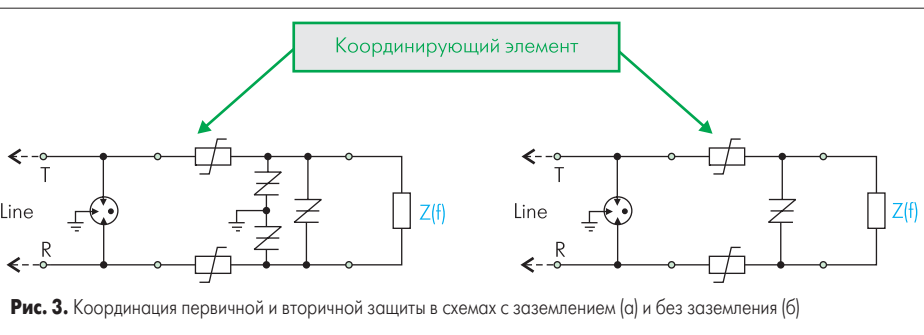 Координирующий элемент
T
Line
R
Z(f)
T
Line
R
Z(f)
Рис. 3. Координация первичной и вторичной защиты в схемах с заземлением (а) и без заземления (б)